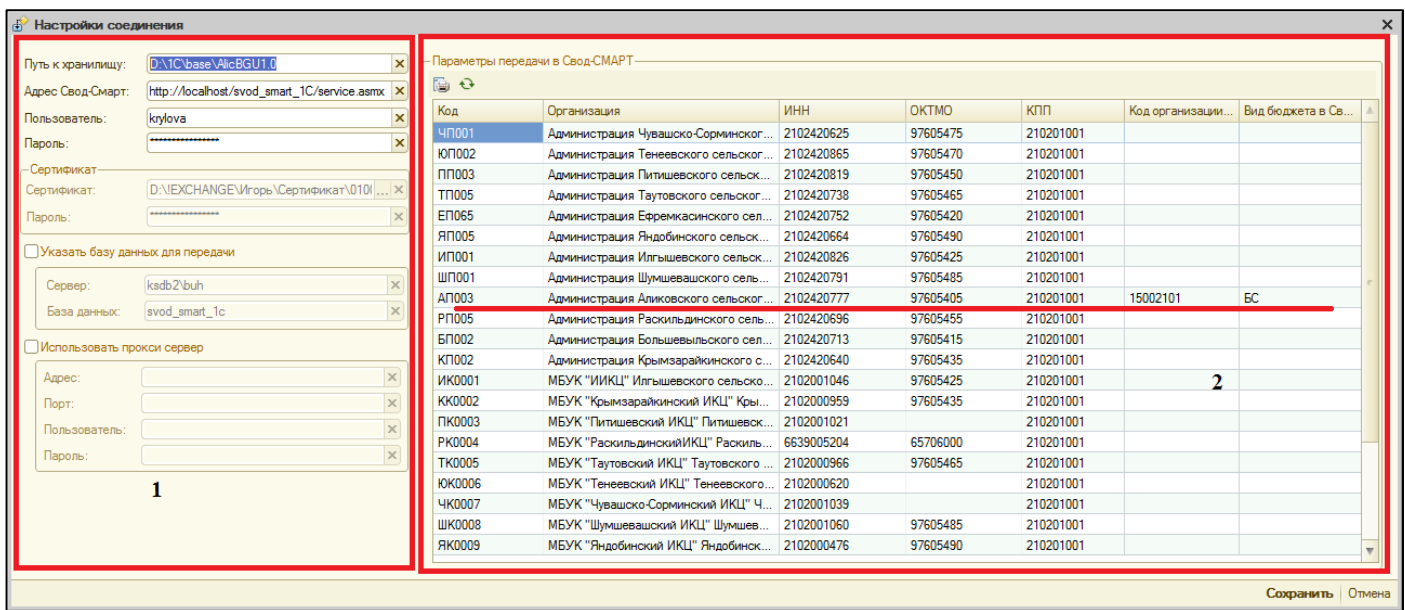 Настройки соединения
Путь к хранилищу: D:\1C\base\AlicBGU1.0
Адрес Свод-Смарт: http://localhost/svod_smart_1C/service.asmx
Пользователь: krylova
Пароль: ****************
Сертификат
Сертификат: D:\!EXCHANGE\Игорь\Сертификат\010( ...
Пароль: ****************
Указать базу данных для передачи
Сервер: ksdb2\buh
База данных: svod_smart_1c
Использовать прокси сервер
Адрес:
Порт:
Пользователь:
Пароль:
1
Параметры передачи в Свод-СМАРТ
Код Организация ИНН ОКТМО КПП Код организации... Вид бюджета в Св...
ЧП001 Администрация Чувашско-Сорминског... 2102420625 97605475 210201001
ЮП002 Администрация Тенеевского сельског... 2102420865 97605470 210201001
ПП003 Администрация Питишевского сельск... 2102420819 97605450 210201001
ТП005 Администрация Таутовского сельског... 2102420738 97605465 210201001
ЕП065 Администрация Ефремкасинского сел... 2102420752 97605420 210201001
ЯП005 Администрация Яндобинского сельск... 2102420664 97605490 210201001
ИП001 Администрация Илгышевского сельск... 2102420826 97605425 210201001
ШП001 Администрация Шумшевашского сель... 2102420791 97605485 210201001
АП003 Администрация Аликовского сельског... 2102420777 97605405 210201001 15002101 БС
РП005 Администрация Раскильдинского сель... 2102420696 97605455 210201001
БП002 Администрация Большевыльского сел... 2102420713 97605415 210201001
КП002 Администрация Крымзарайкинского с... 2102420640 97605435 210201001
ИК0001 МБУК "ИИКЦ" Илгышевского сельско... 2102001046 97605425 210201001
КК0002 МБУК "Крымзарайкинский ИКЦ" Кры... 2102000959 97605435 210201001
ПК0003 МБУК "Питишевский ИКЦ" Питишевск... 2102001021 210201001
РК0004 МБУК "РаскильдинскийИКЦ" Раскиль... 6639005204 65706000 210201001
ТК0005 МБУК "Таутовский ИКЦ" Таутовского ... 2102000966 97605465 210201001
ЮК0006 МБУК "Тенеевский ИКЦ" Тенеевского... 2102000620 210201001
ЧК0007 МБУК "Чувашско-Сорминский ИКЦ" Ч... 2102001039 210201001
ШК0008 МБУК "Шумшевашский ИКЦ" Шумшев... 2102001060 97605485 210201001
ЯК0009 МБУК "Яндобинский ИКЦ" Яндобинск... 2102000476 97605490 210201001
2
Сохранить Отмена